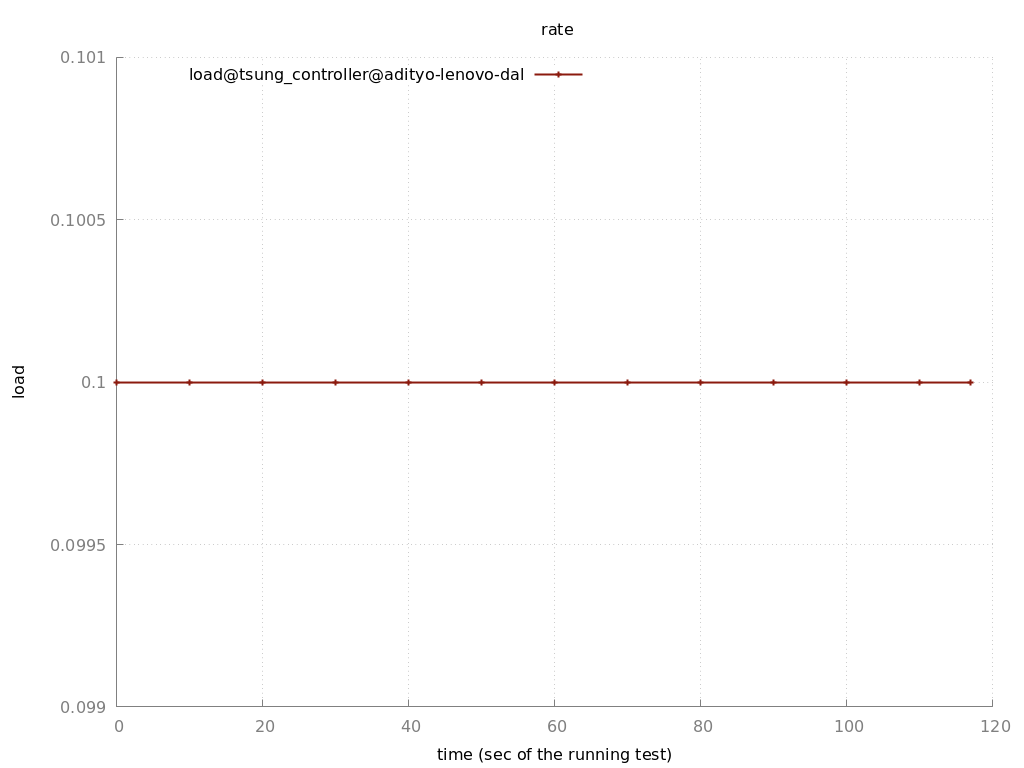 rate
load@tsung_controller@adityo-lenovo-dal
0.101
0.1005
0.1
0.0995
0.099
load
0 20 40 60 80 100 120
time (sec of the running test)